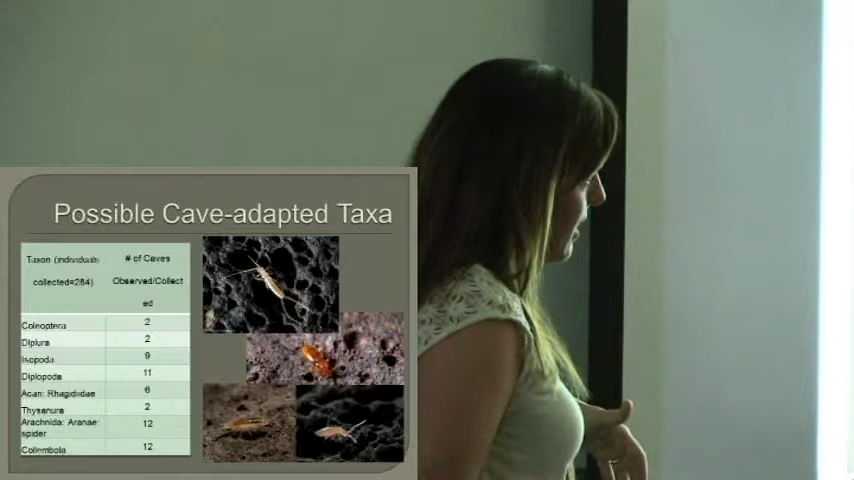 Possible Cave-adapted Taxa
Taxon (individuals
collected=284)
# of Caves
Observed/Collect
ed
Coleoptera 2
Diplura 2
Isopoda 9
Diplopoda 11
Acari: Rhagidiidae 6
Thysanura 2
Arachnida: Aranae:
spider 12
Collembola 12